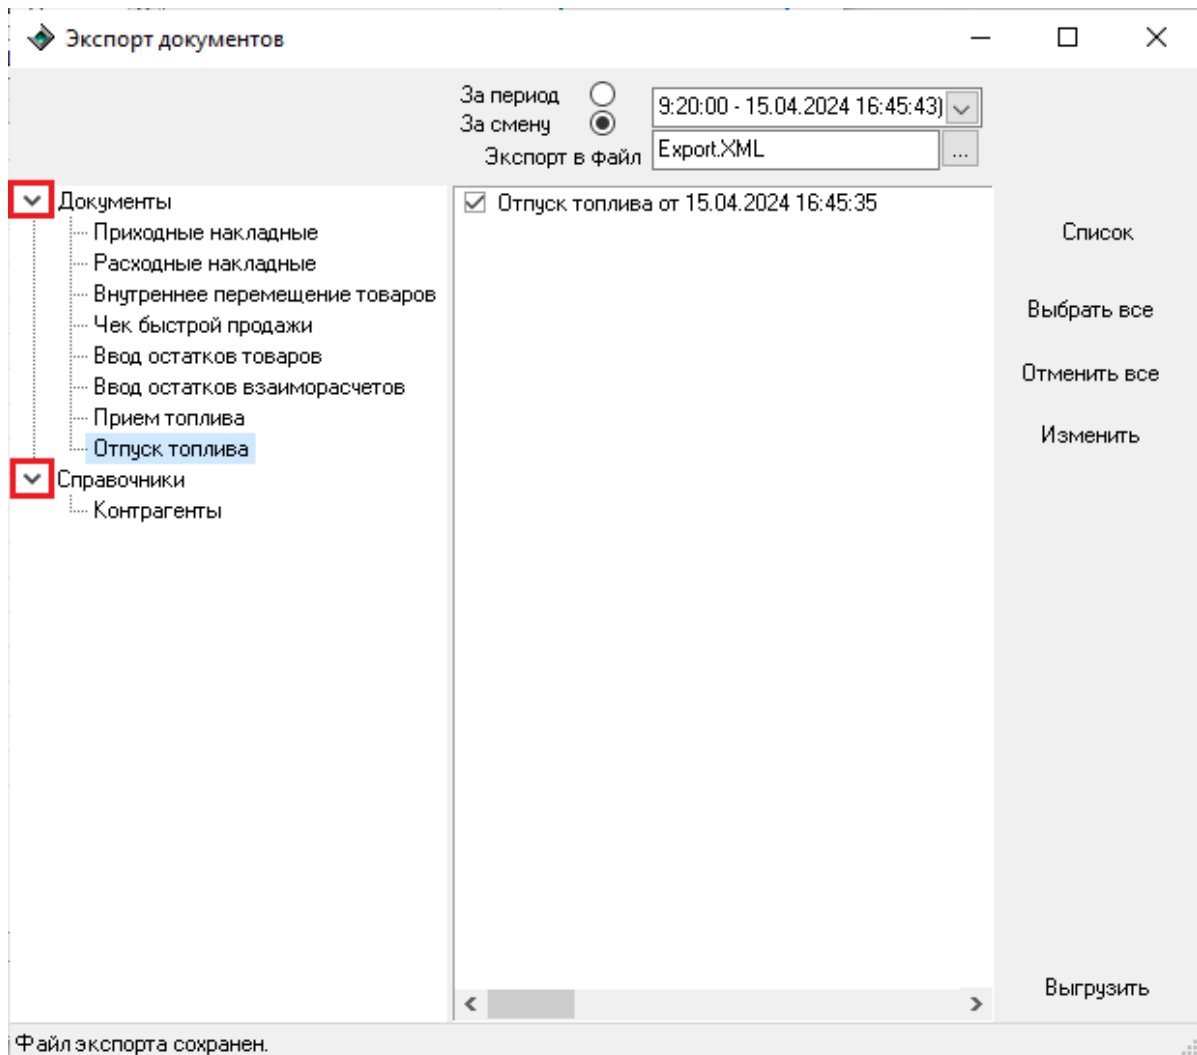 Экспорт документов
За период
За смену
9:20:00 - 15.04.2024 16:45:43)
Экспорт в файл
Export.XML
...
Документы
Приходные накладные
Расходные накладные
Внутреннее перемещение товаров
Чек быстрой продажи
Ввод остатков товаров
Ввод остатков взаиморасчетов
Прием топлива
Отпуск топлива
Справочники
Контрагенты
Отпуск топлива от 15.04.2024 16:45:35
Список
Выбрать все
Отменить все
Изменить
Выгрузить
Файл экспорта сохранен.